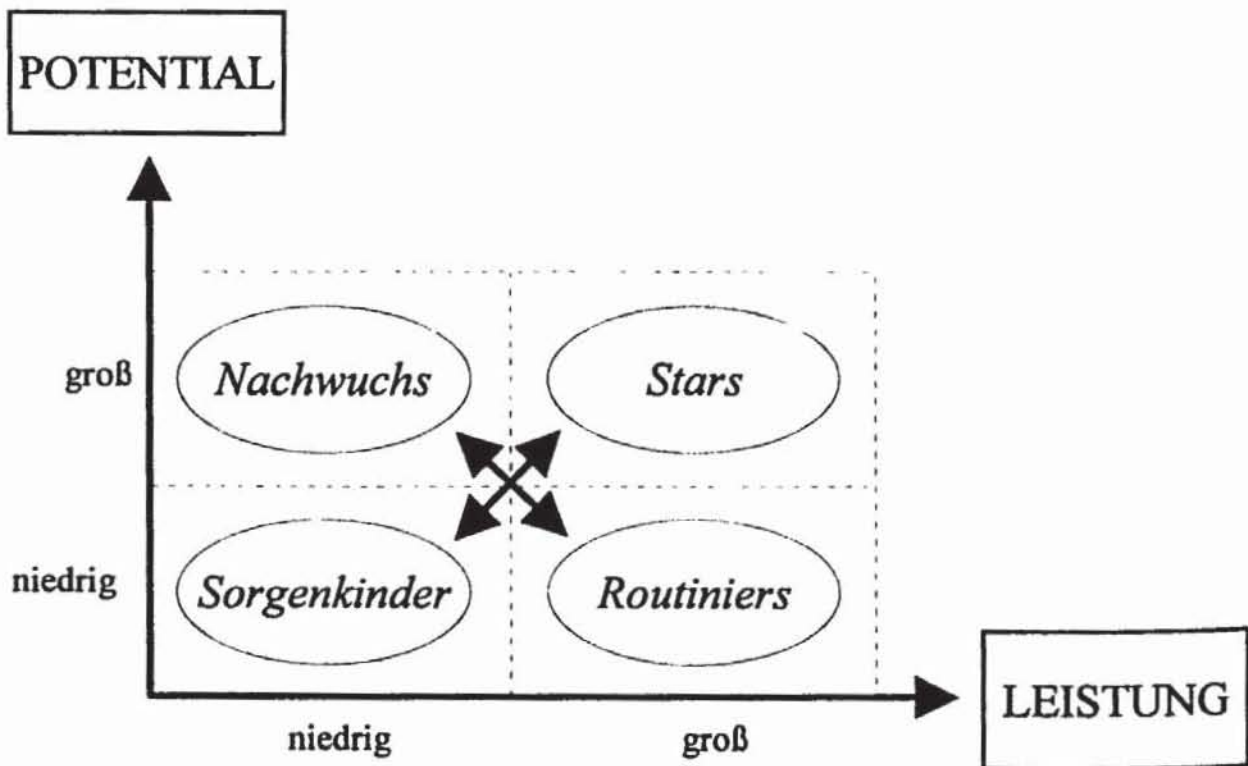 POTENTIAL
groß
Nachwuchs
Stars
niedrig
Sorgenkinder
Routiniers
niedrig
groß
LEISTUNG